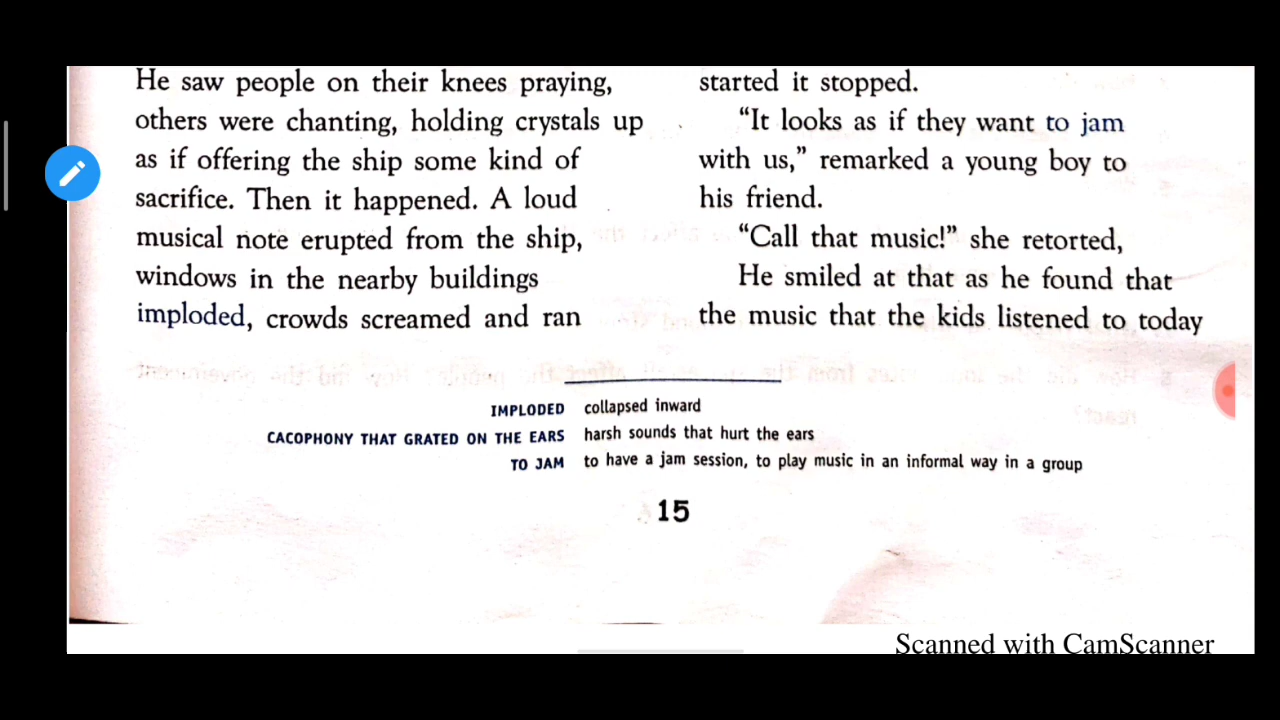 He saw people on their knees praying,
others were chanting, holding crystals up
as if offering the ship some kind of
sacrifice. Then it happened. A loud
musical note erupted from the ship,
windows in the nearby buildings
imploded, crowds screamed and ran
started it stopped.
“It looks as if they want to jam
with us,” remarked a young boy to
his friend.
“Call that music!” she retorted,
He smiled at that as he found that
the music that the kids listened to today
IMPLODED collapsed inward
CACOPHONY THAT GRATED ON THE EARS harsh sounds that hurt the ears
TO JAM to have a jam session, to play music in an informal way in a group
15
Scanned with CamScanner